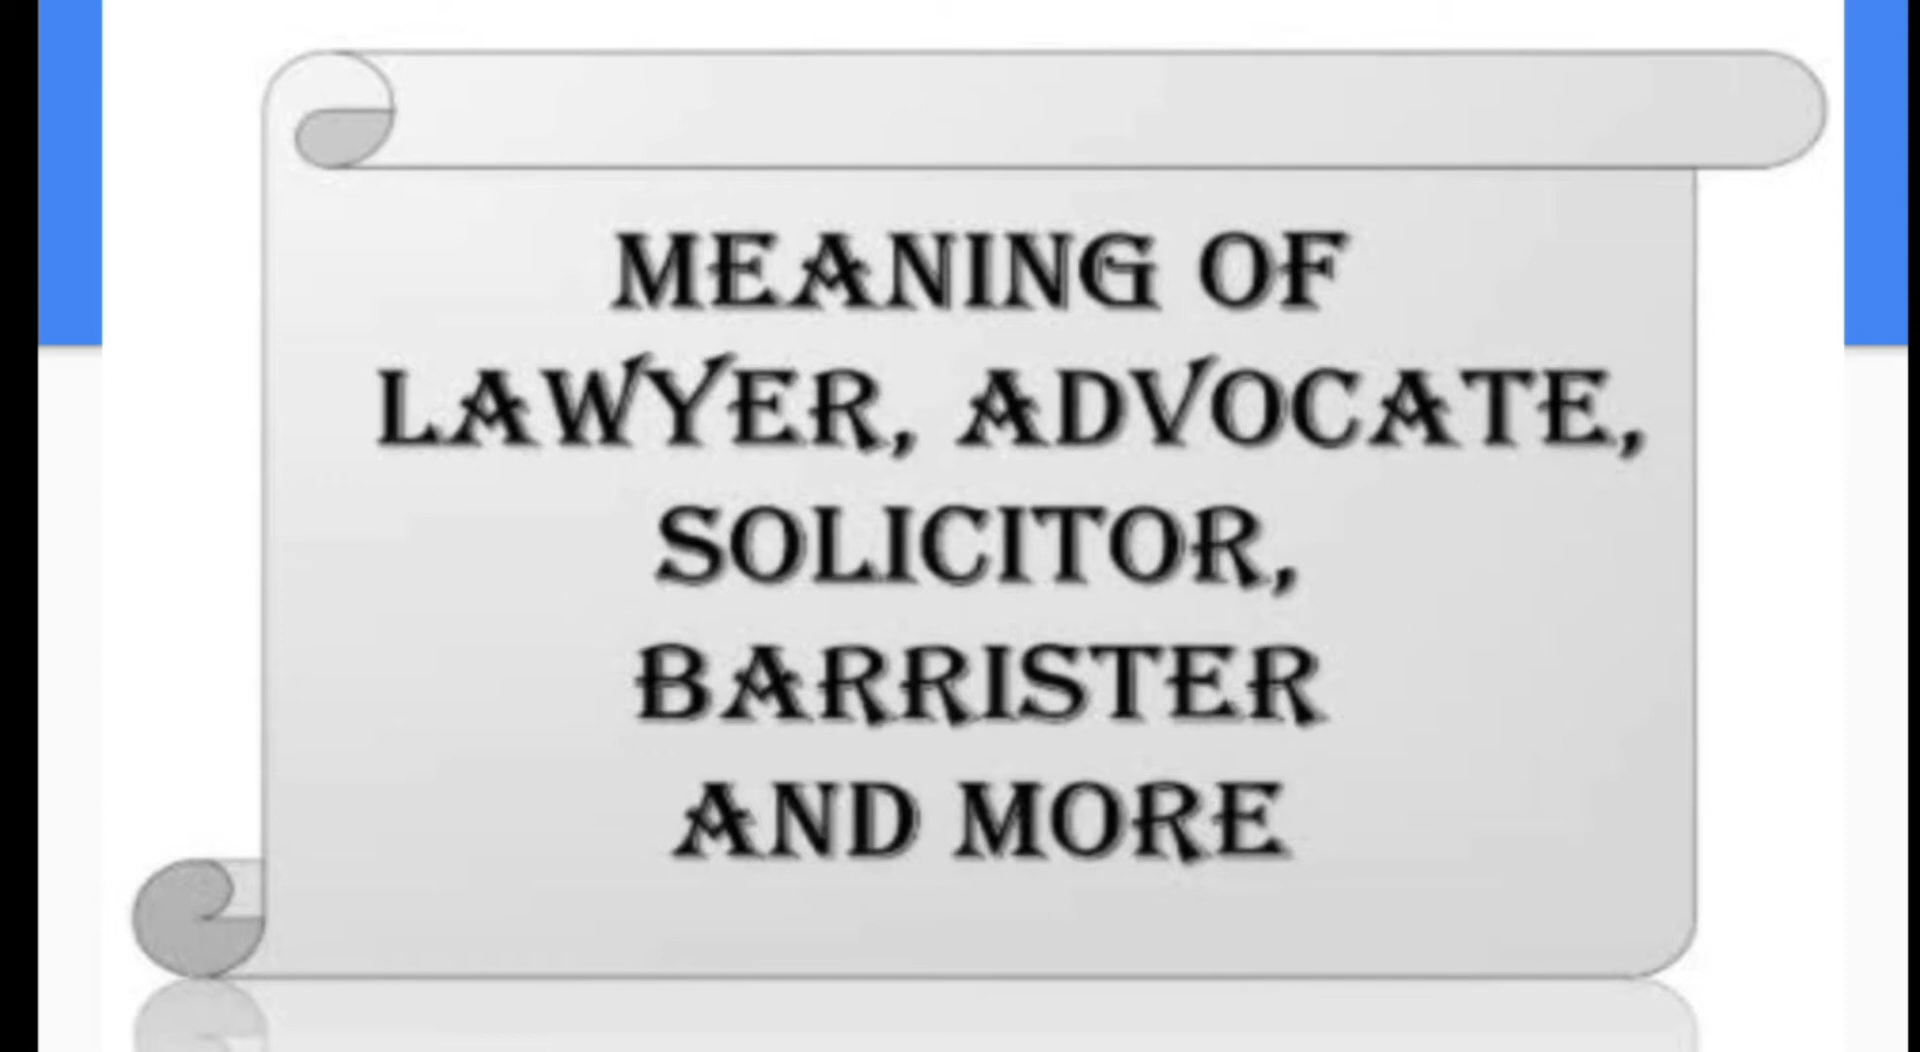 MEANING OF
LAWYER, ADVOCATE,
SOLICITOR,
BARRISTER
AND MORE